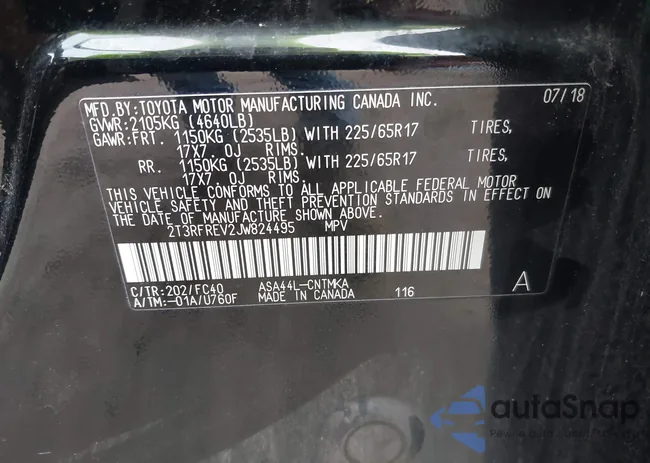 MFD.BY:TOYOTA MOTOR MANUFACTURING CANADA INC. 07/18
GVWR:2105KG (4640LB)
GAWR:FRT. 1150KG (2535LB) WITH 225/65R17 TIRES,
17X7 0J RIMS.
RR. 1150KG (2535LB) WITH 225/65R17 TIRES,
17X7 0J RIMS.
THIS VEHICLE CONFORMS TO ALL APPLICABLE FEDERAL MOTOR
VEHICLE SAFETY AND THEFT PREVENTION STANDARDS IN EFFECT ON
THE DATE OF MANUFACTURE SHOWN ABOVE.
2T3RFREV2JW824495 MPV
C/TR:202/FC40 ASA44L-CNTMKA A
A/TM:-01A/U760F MADE IN CANADA 116
autoSnap